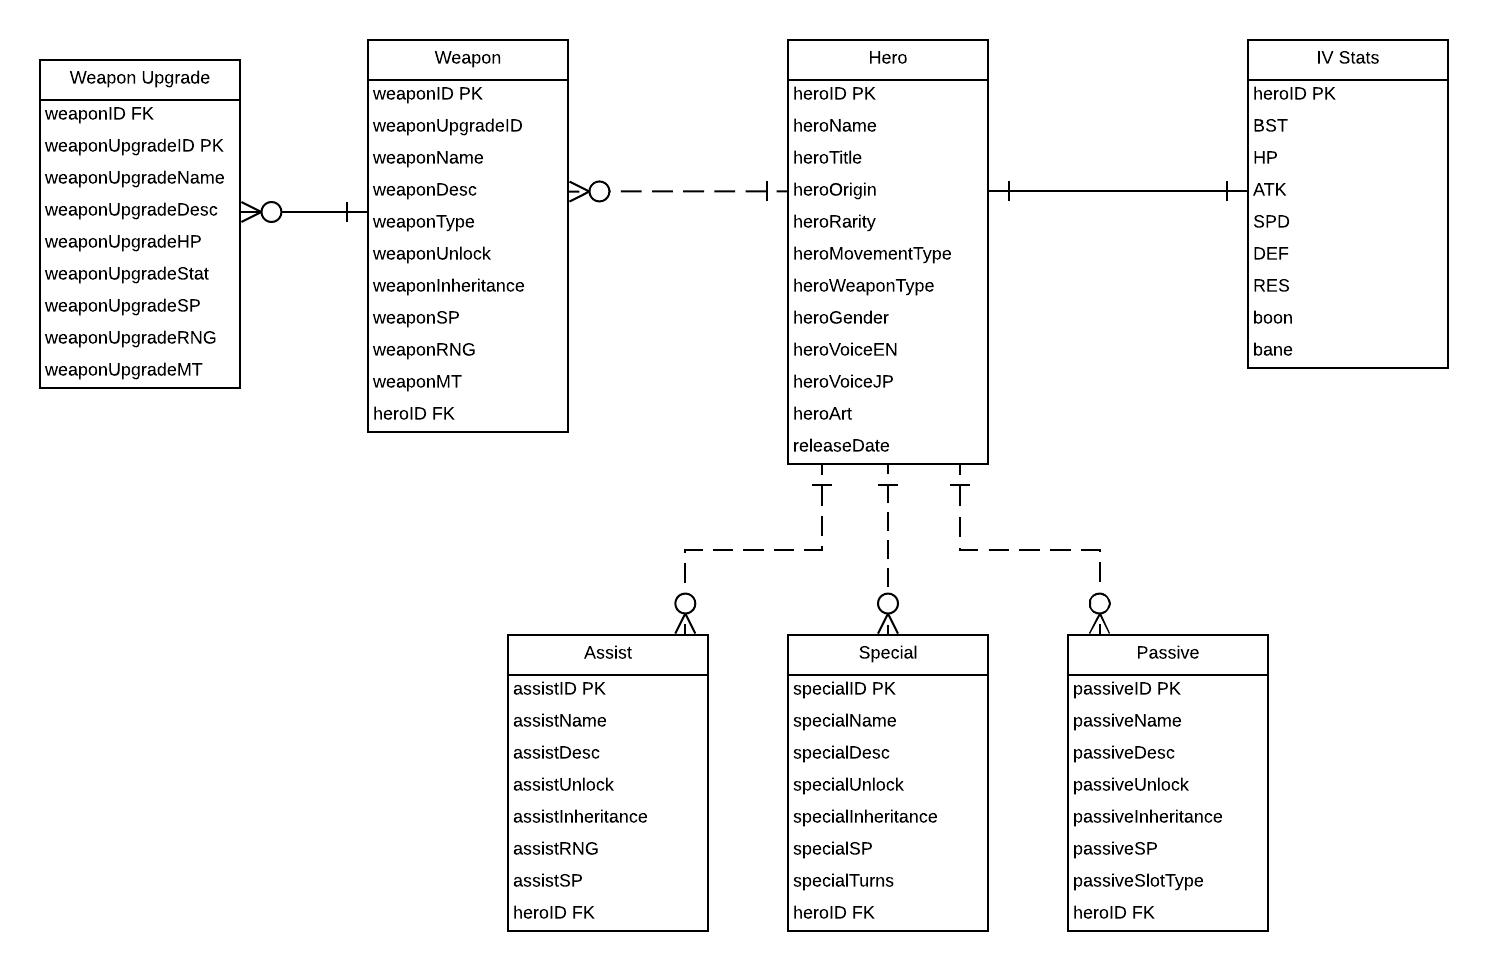 Weapon Upgrade
weaponID FK
weaponUpgradeID PK
weaponUpgradeName
weaponUpgradeDesc
weaponUpgradeHP
weaponUpgradeStat
weaponUpgradeSP
weaponUpgradeRNG
weaponUpgradeMT
Weapon
weaponID PK
weaponUpgradeID
weaponName
weaponDesc
weaponType
weaponUnlock
weaponInheritance
weaponSP
weaponRNG
weaponMT
heroID FK
Hero
heroID PK
heroName
heroTitle
heroOrigin
heroRarity
heroMovementType
heroWeaponType
heroGender
heroVoiceEN
heroVoiceJP
heroArt
releaseDate
IV Stats
heroID PK
BST
HP
ATK
SPD
DEF
RES
boon
bane
Assist
assistID PK
assistName
assistDesc
assistUnlock
assistInheritance
assistRNG
assistSP
heroID FK
Special
specialID PK
specialName
specialDesc
specialUnlock
specialInheritance
specialSP
specialTurns
heroID FK
Passive
passiveID PK
passiveName
passiveDesc
passiveUnlock
passiveInheritance
passiveSP
passiveSlotType
heroID FK